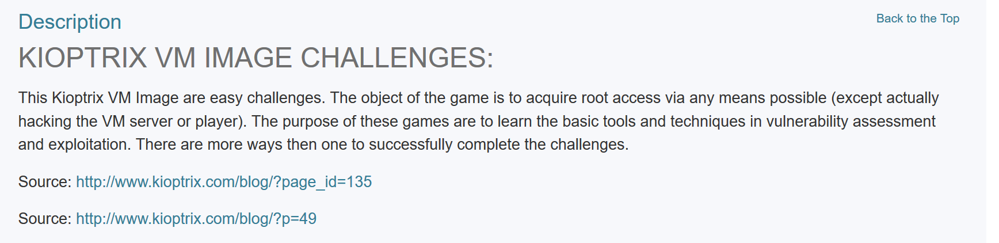 Description
Back to the Top
KIOPTRIX VM IMAGE CHALLENGES:
This Kioptrix VM Image are easy challenges. The object of the game is to acquire root access via any means possible (except actually
hacking the VM server or player). The purpose of these games are to learn the basic tools and techniques in vulnerability assessment
and exploitation. There are more ways then one to successfully complete the challenges.
Source: http://www.kioptrix.com/blog/?page_id=135
Source: http://www.kioptrix.com/blog/?p=49